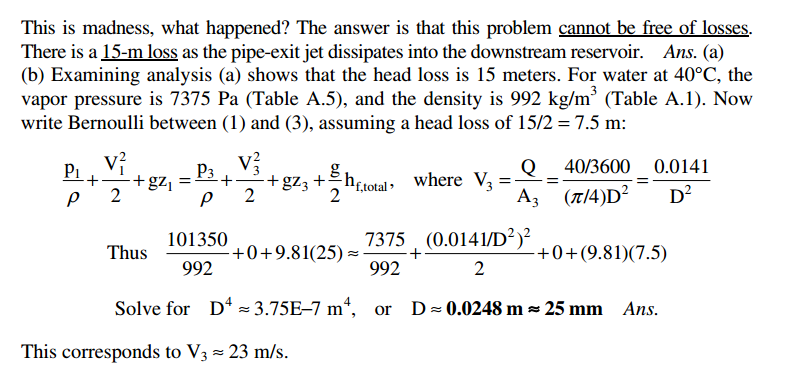 This is madness, what happened? The answer is that this problem cannot be free of losses.
There is a 15-m loss as the pipe-exit jet dissipates into the downstream reservoir. Ans. (a)
(b) Examining analysis (a) shows that the head loss is 15 meters. For water at 40°C, the
vapor pressure is 7375 Pa (Table A.5), and the density is 992 kg/m³ (Table A.1). Now
write Bernoulli between (1) and (3), assuming a head loss of 15/2 = 7.5 m:
p₁/ρ + V₁²/2 + gz₁ = p₃/ρ + V₃²/2 + gz₃ + g/2 h_f,total, where V₃ = Q/A₃ = 40/3600/(π/4)D² = 0.0141/D²
Thus 101350/992 + 0 + 9.81(25) ≈ 7375/992 + (0.0141/D²)²/2 + 0 + (9.81)(7.5)
Solve for D⁴ ≈ 3.75E–7 m⁴, or D ≈ 0.0248 m ≈ 25 mm Ans.
This corresponds to V₃ ≈ 23 m/s.